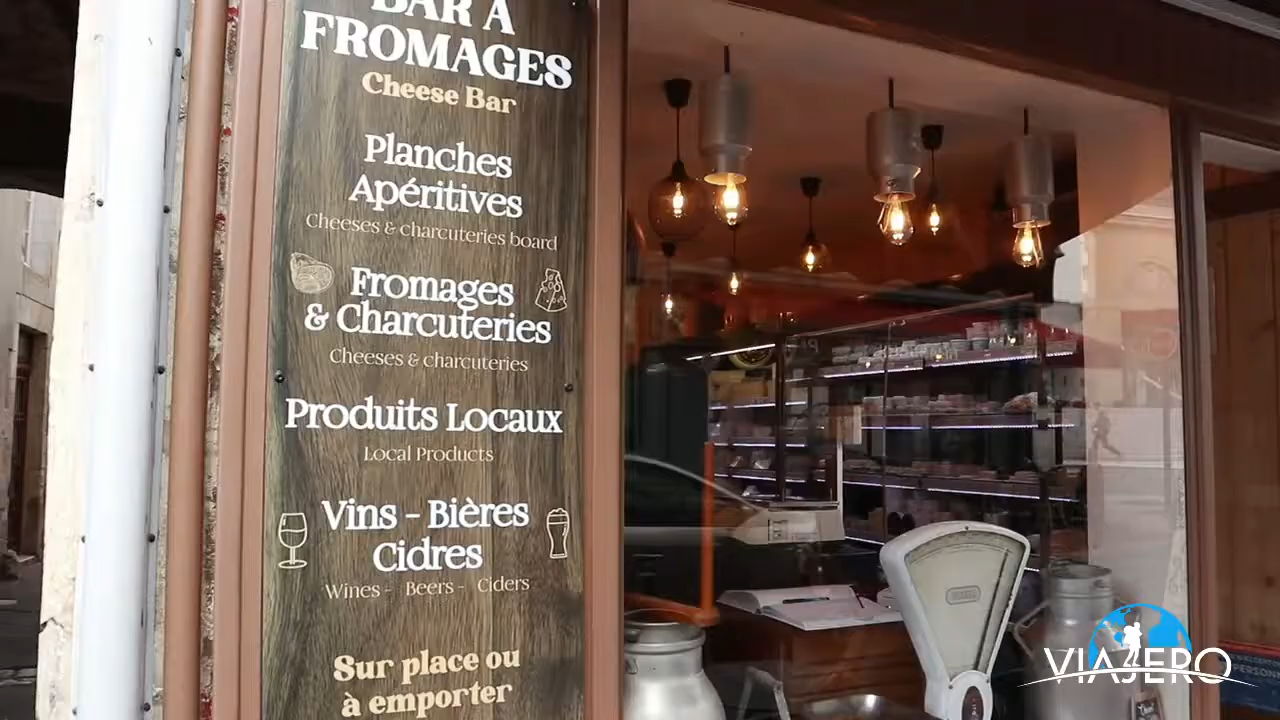 BAR À
FROMAGES
Cheese Bar
Planches
Apéritives
Cheeses & charcuteries board
Fromages
& Charcuteries
Cheeses & charcuteries
Produits Locaux
Local Products
Vins - Bières
Cidres
Wines - Beers - Ciders
Sur place ou
à emporter
VIAJERO